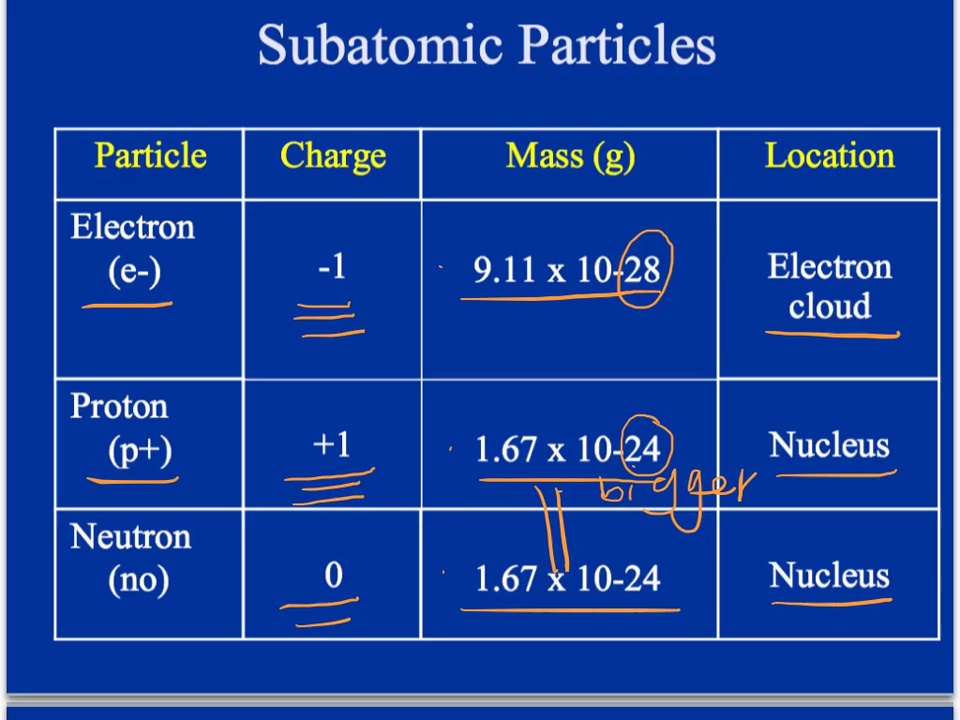 Subatomic Particles
Particle Charge Mass (g) Location
Electron
(e-) -1 9.11 x 10-28 Electron
cloud
Proton
(p+) +1 1.67 x 10-24 Nucleus
bigger
Neutron
(no) 0 1.67 x 10-24 Nucleus